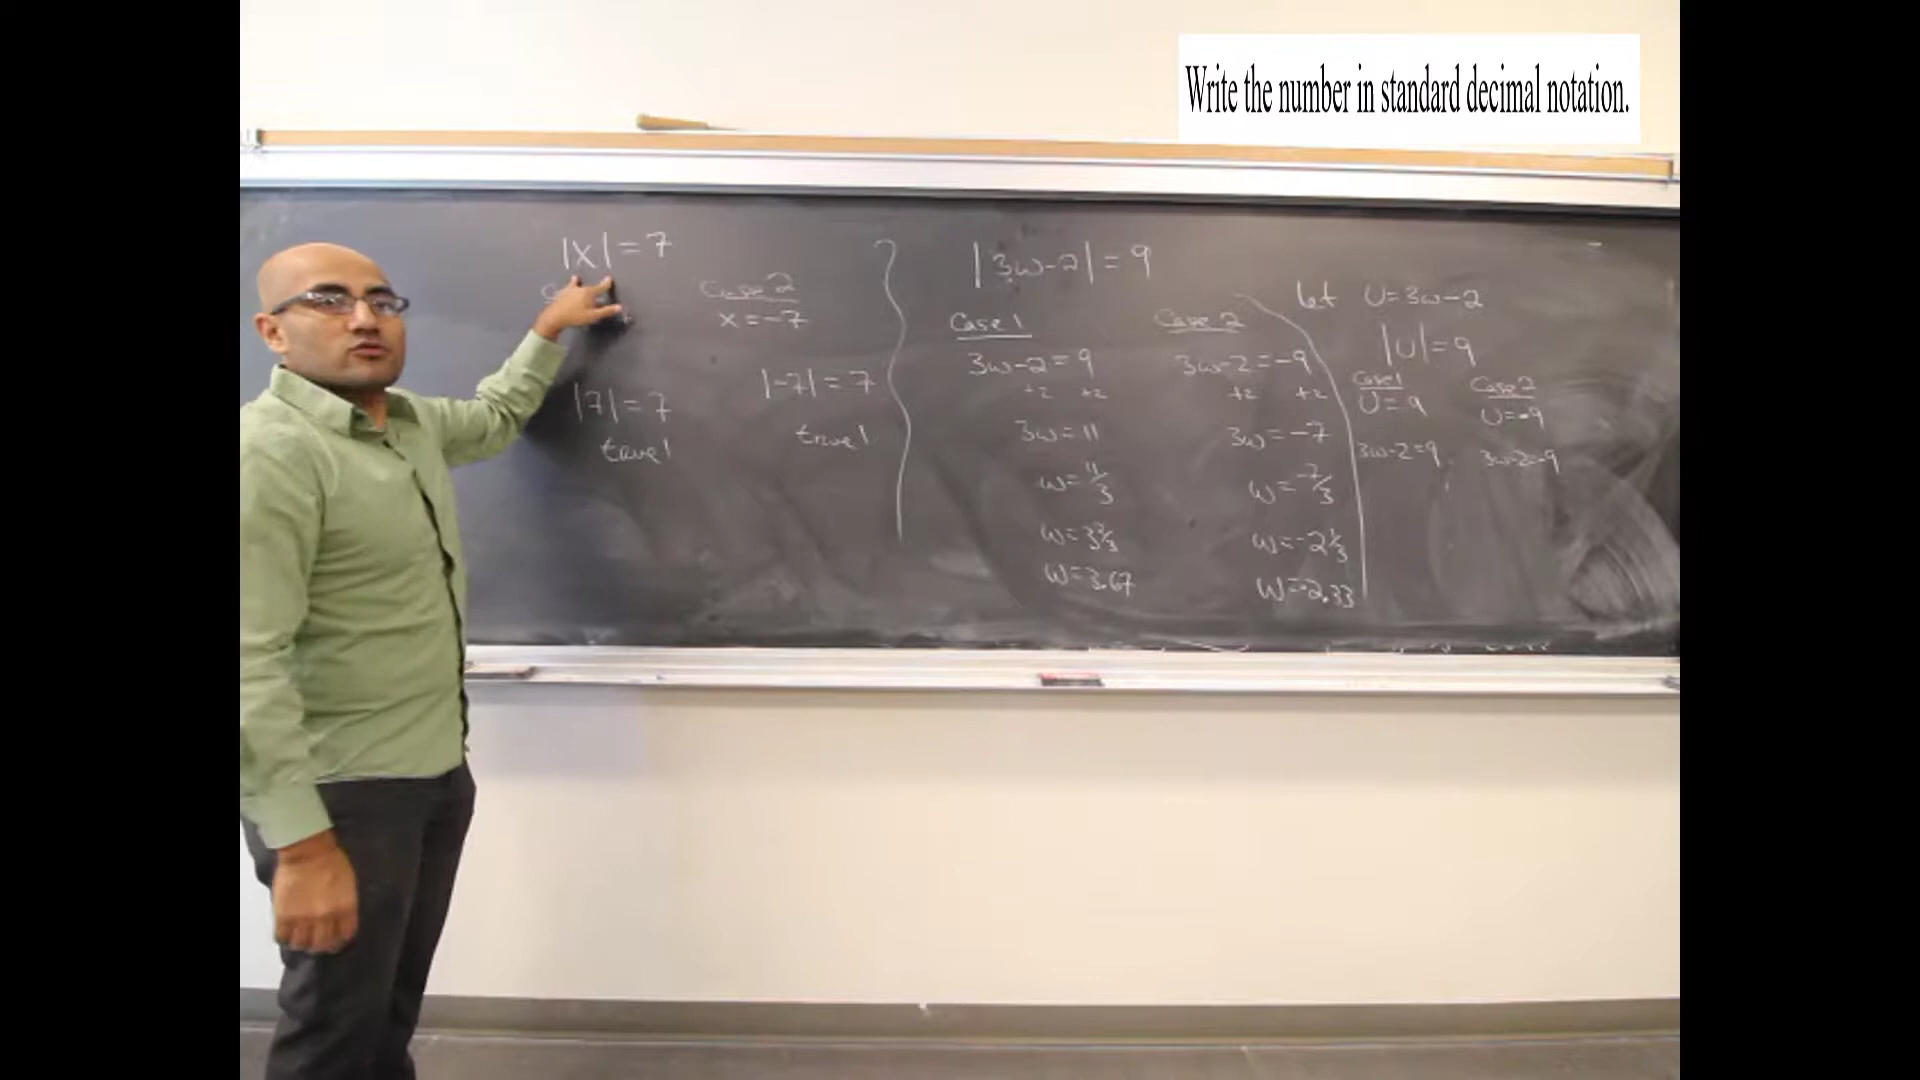 Write the number in standard decimal notation.
|x| = 7
Case 2
x = -7
|7| = 7
true!
|-7| = 7
true!
|3w-2| = 9
Case 1
3w-2 = 9
+2 +2
3w = 11
w = 11/3
w = 3 2/3
w = 3.67
Case 2
3w-2 = -9
+2 +2
3w = -7
w = -7/3
w = -2 1/3
w = -2.33
let U = 3w-2
|U| = 9
Case 1
U = 9
3w-2=9
Case 2
U = -9
3w-2=-9